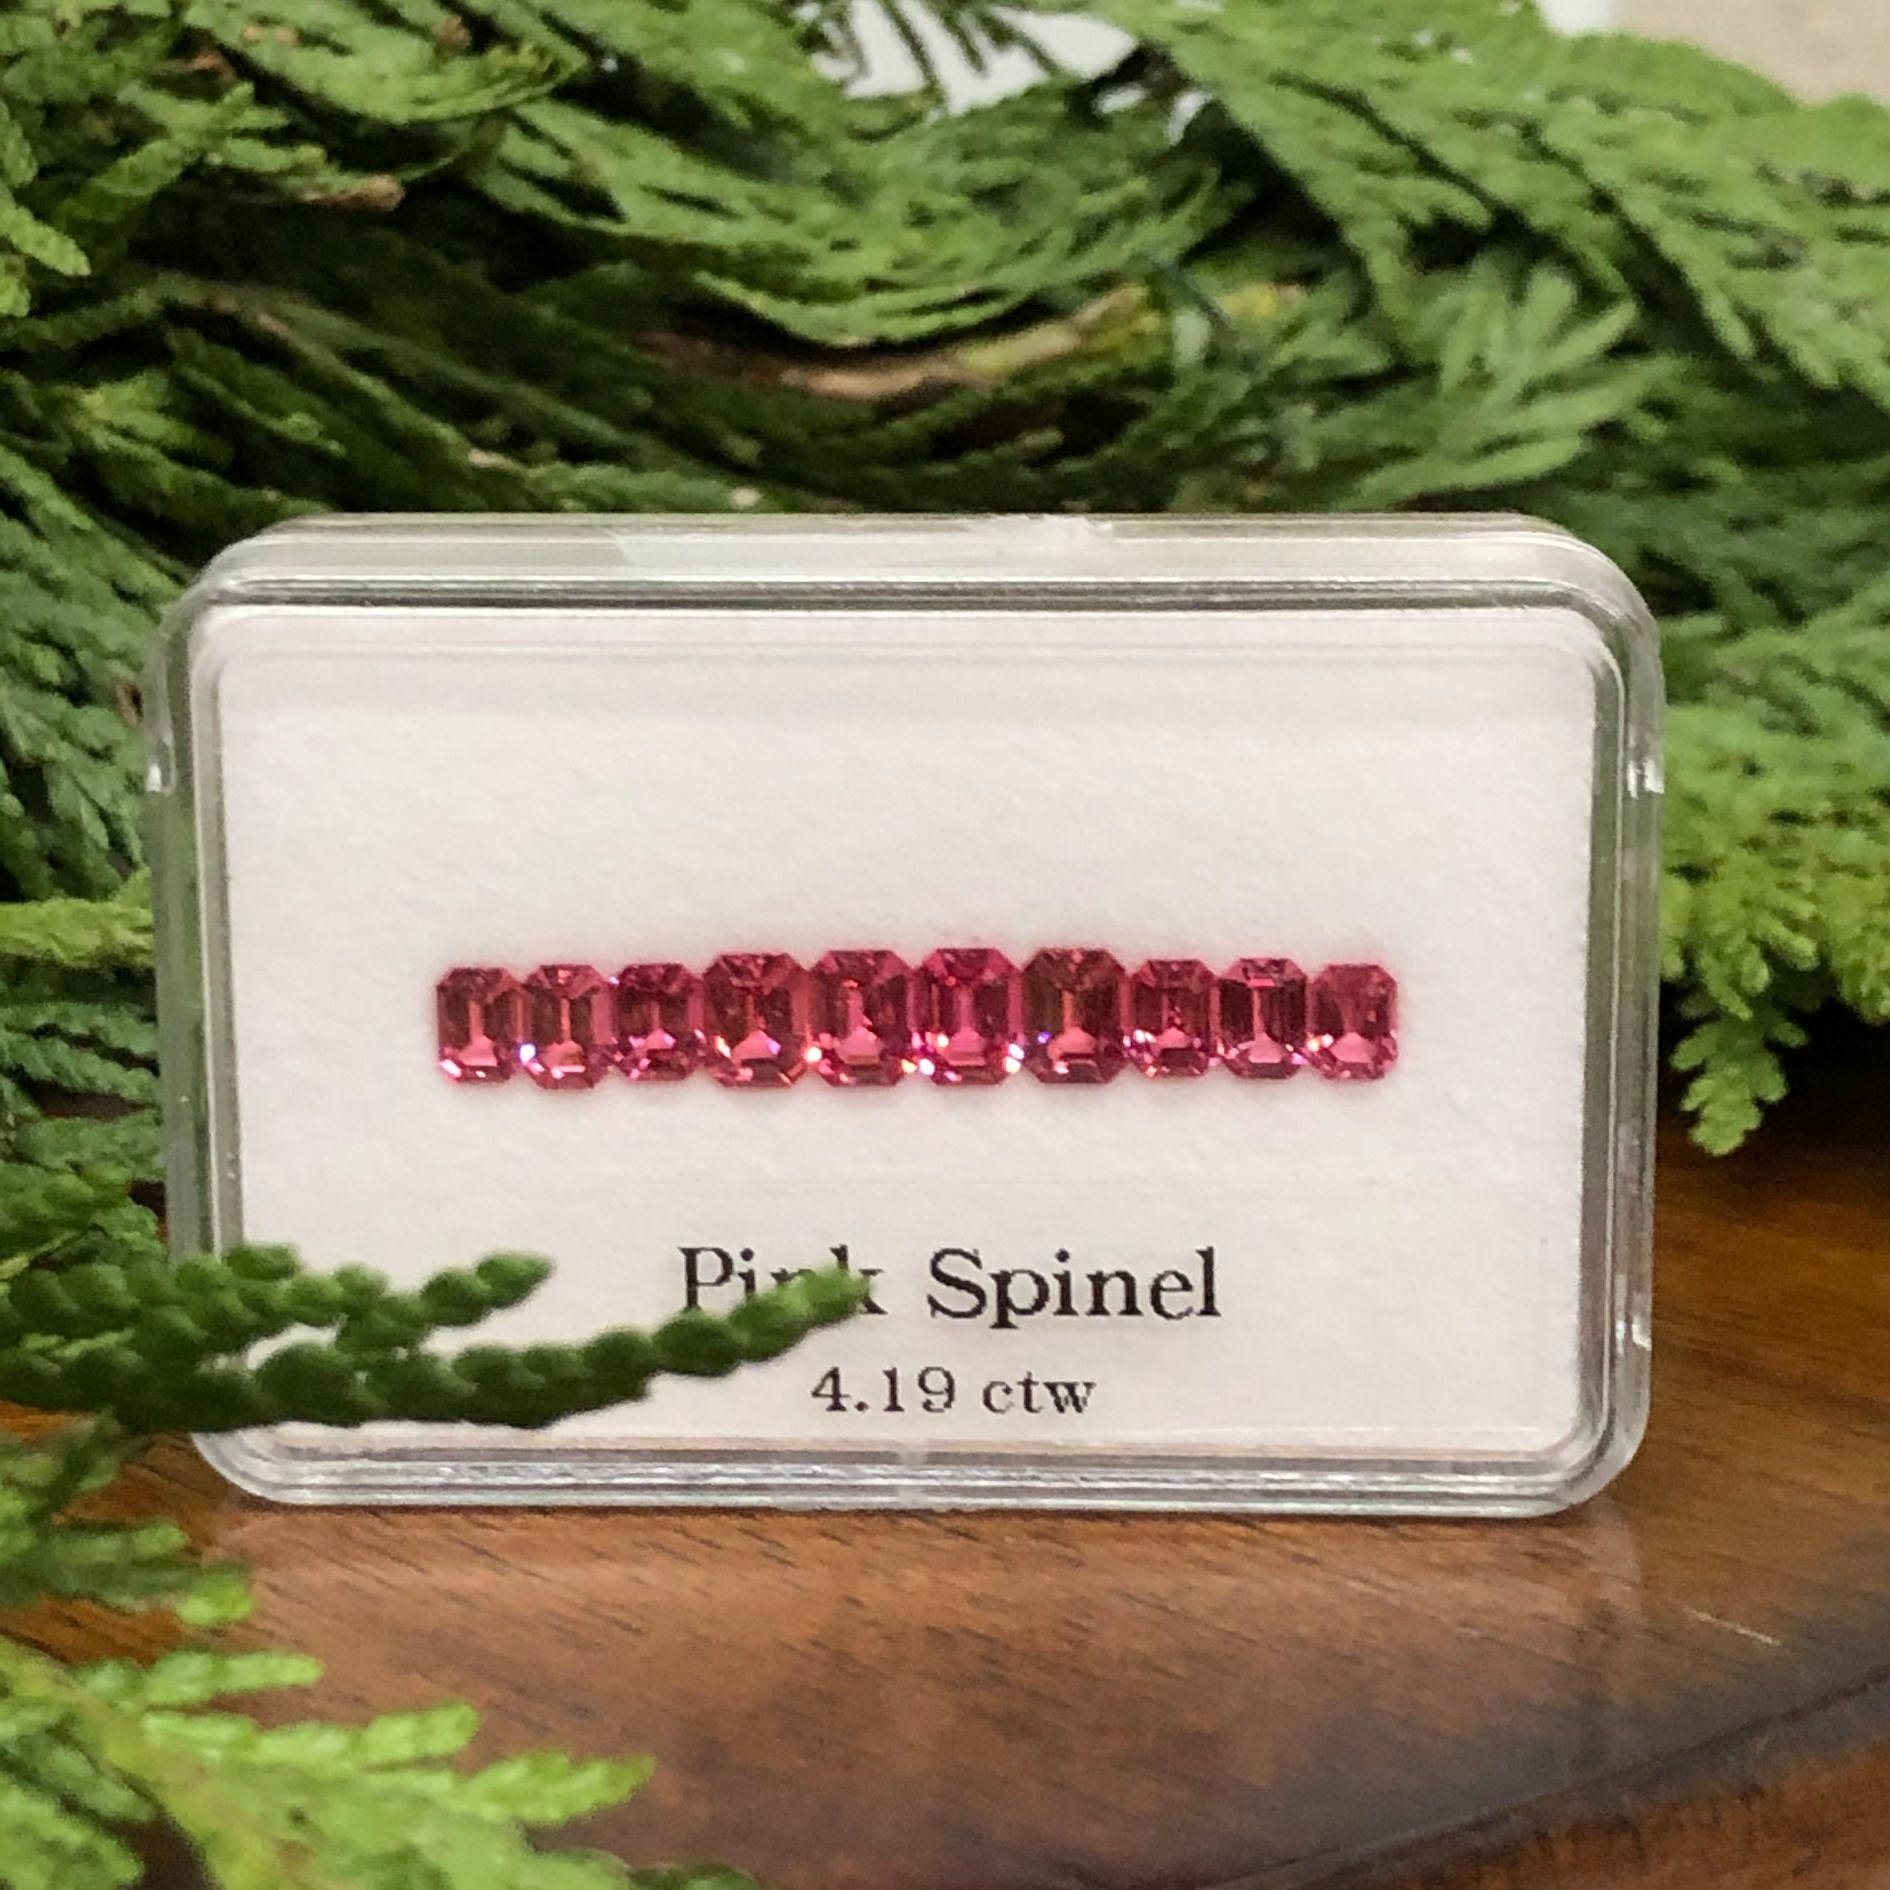 Pink Spinel
4.19 ctw